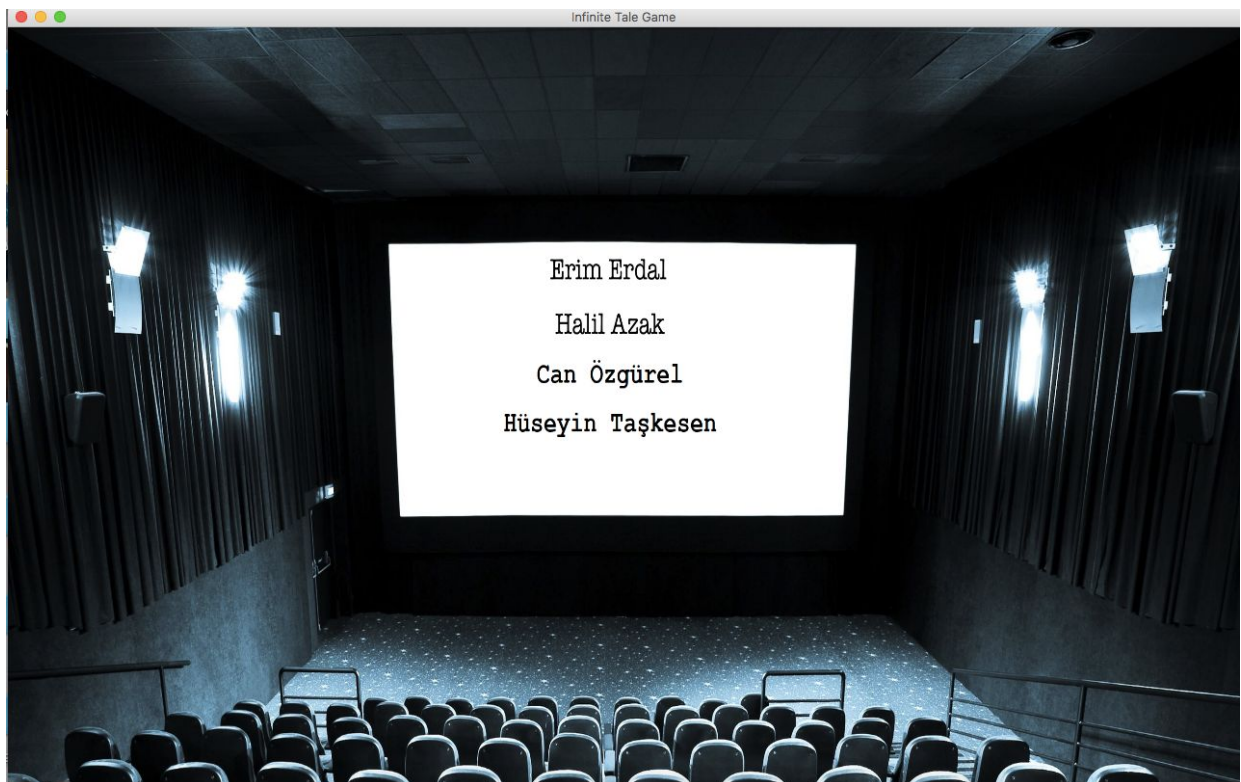 Infinite Tale Game
Erim Erdal
Halil Azak
Can Özgürel
Hüseyin Taşkesen